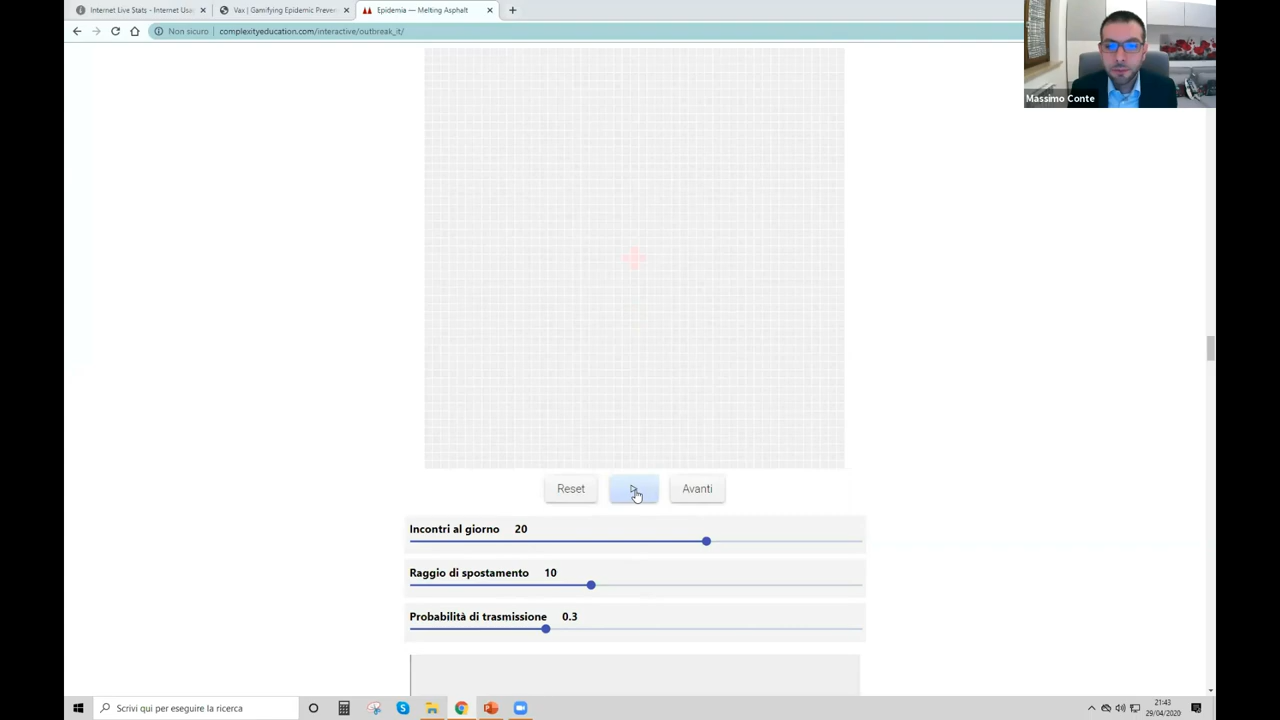 Internet Live Stats - Internet Usa
Vax | Gamifying Epidemic Preven
Epidemia — Melting Asphalt
Non sicuro
complexityeducation.com/interactive/outbreak_it/
Massimo Conte
Reset
Avanti
Incontri al giorno 20
Raggio di spostamento 10
Probabilità di trasmissione 0.3
Scrivi qui per eseguire la ricerca
21:43
29/04/2020